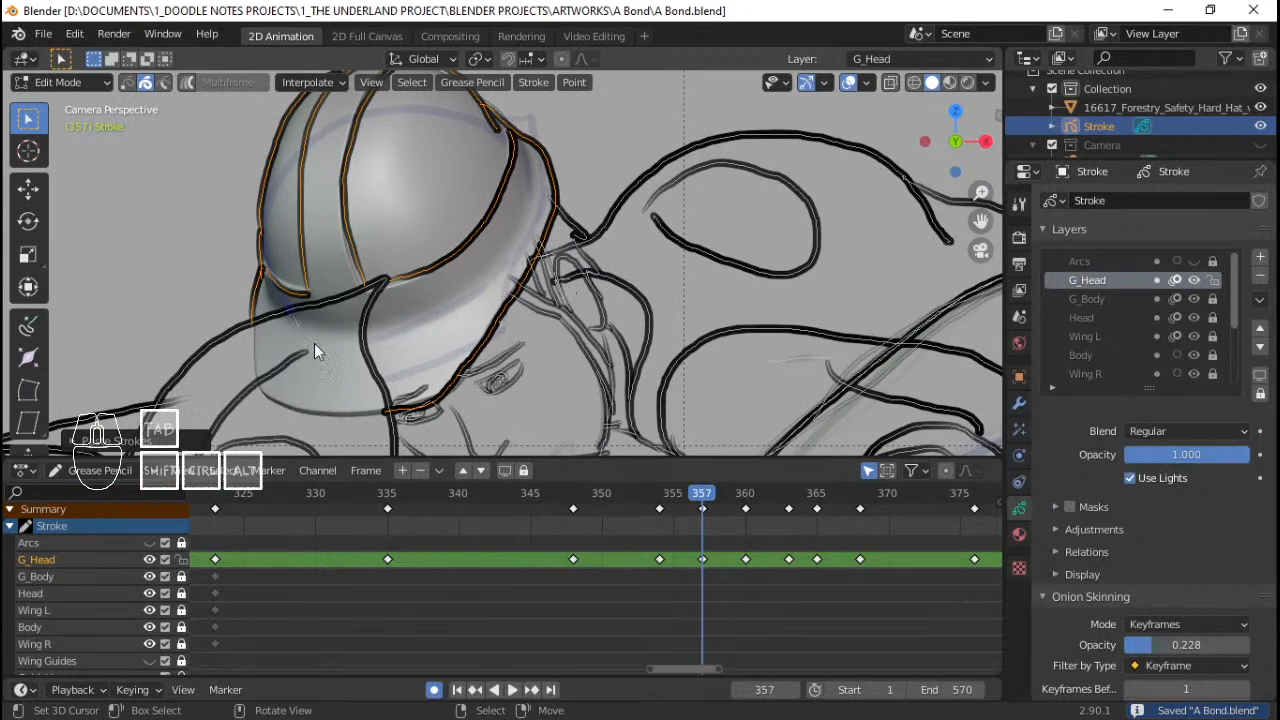 Blender [D:\DOCUMENTS\1_DOODLE NOTES PROJECTS\1_THE UNDERLAND PROJECT\BLENDER PROJECTS\ARTWORKS\A Bond\A Bond.blend]
File Edit Render Window Help 2D Animation 2D Full Canvas Compositing Rendering Video Editing + Scene View Layer
Global Layer: G_Head
Edit Mode Multiframe Interpolate View Select Grease Pencil Stroke Point
Camera Perspective
(357) Stroke
Z
Y
X
Collection
16617_Forestry_Safety_Hard_Hat_v
Stroke
Camera
Stroke Stroke
Stroke
Layers
Arcs
G_Head
G_Body
Head
Wing L
Body
Wing R
Blend Regular
Opacity 1.000
Use Lights
Masks
Adjustments
Relations
Display
Onion Skinning
Mode Keyframes
Opacity 0.228
Filter by Type Keyframe
Keyframes Bef... 1
TAB
SHIFT CTRL ALT
Grease Pencil View Select Marker Channel Frame
325 330 335 340 345 350 355 357 360 365 370 375
Summary
Stroke
Arcs
G_Head
G_Body
Head
Wing L
Body
Wing R
Wing Guides
Playback Keying View Marker 357 Start 1 End 570
Set 3D Cursor Box Select Rotate View Select Move 2.90.1 Saved "A Bond.blend"